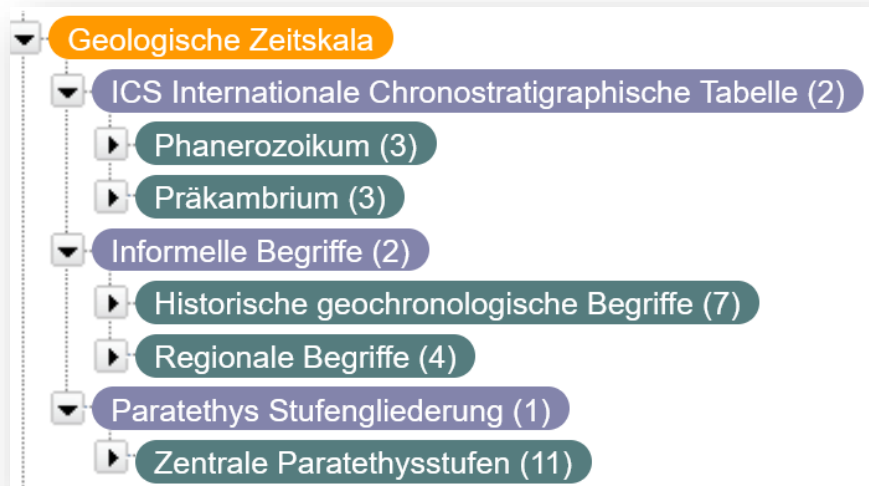 Geologische Zeitskala
ICS Internationale Chronostratigraphische Tabelle (2)
Phanerozoikum (3)
Präkambrium (3)
Informelle Begriffe (2)
Historische geochronologische Begriffe (7)
Regionale Begriffe (4)
Paratethys Stufengliederung (1)
Zentrale Paratethysstufen (11)